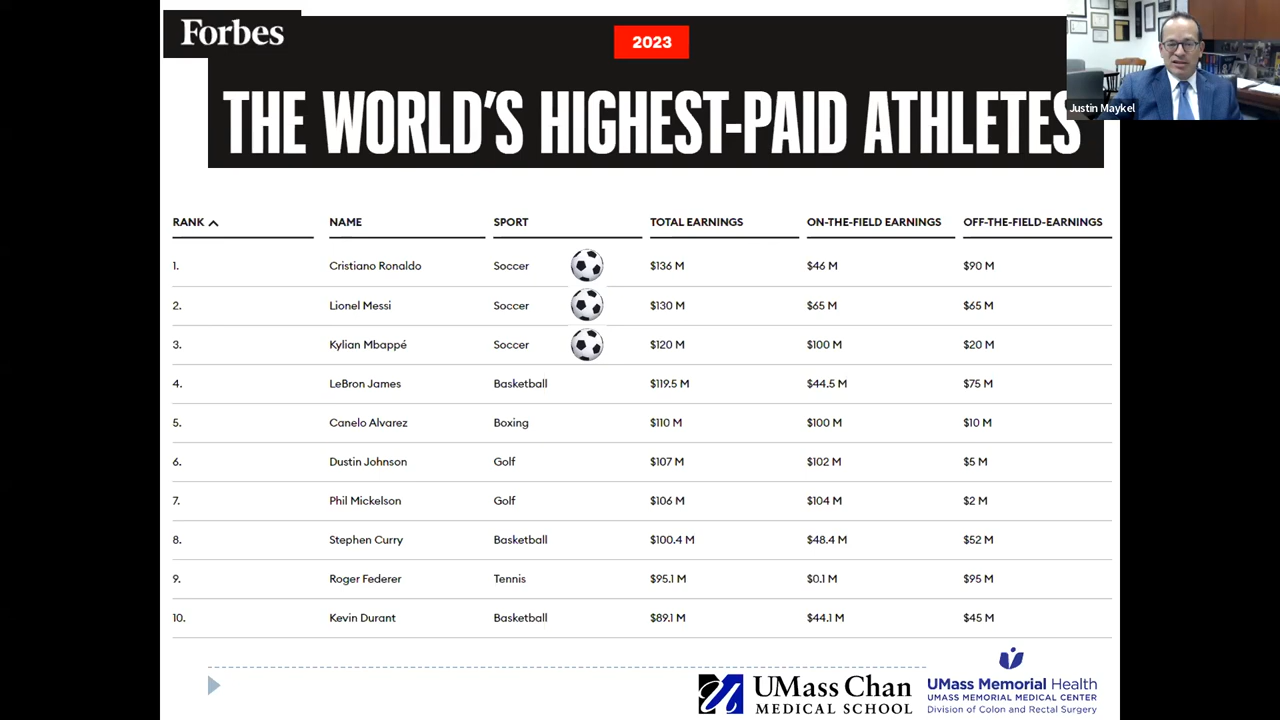 Forbes
2023
Justin Maykel
THE WORLD'S HIGHEST-PAID ATHLETES
RANK NAME SPORT TOTAL EARNINGS ON-THE-FIELD EARNINGS OFF-THE-FIELD-EARNINGS
1. Cristiano Ronaldo Soccer $136 M $46 M $90 M
2. Lionel Messi Soccer $130 M $65 M $65 M
3. Kylian Mbappé Soccer $120 M $100 M $20 M
4. LeBron James Basketball $119.5 M $44.5 M $75 M
5. Canelo Alvarez Boxing $110 M $100 M $10 M
6. Dustin Johnson Golf $107 M $102 M $5 M
7. Phil Mickelson Golf $106 M $104 M $2 M
8. Stephen Curry Basketball $100.4 M $48.4 M $52 M
9. Roger Federer Tennis $95.1 M $0.1 M $95 M
10. Kevin Durant Basketball $89.1 M $44.1 M $45 M
UMass Chan
MEDICAL SCHOOL
UMass Memorial Health
UMASS MEMORIAL MEDICAL CENTER
Division of Colon and Rectal Surgery